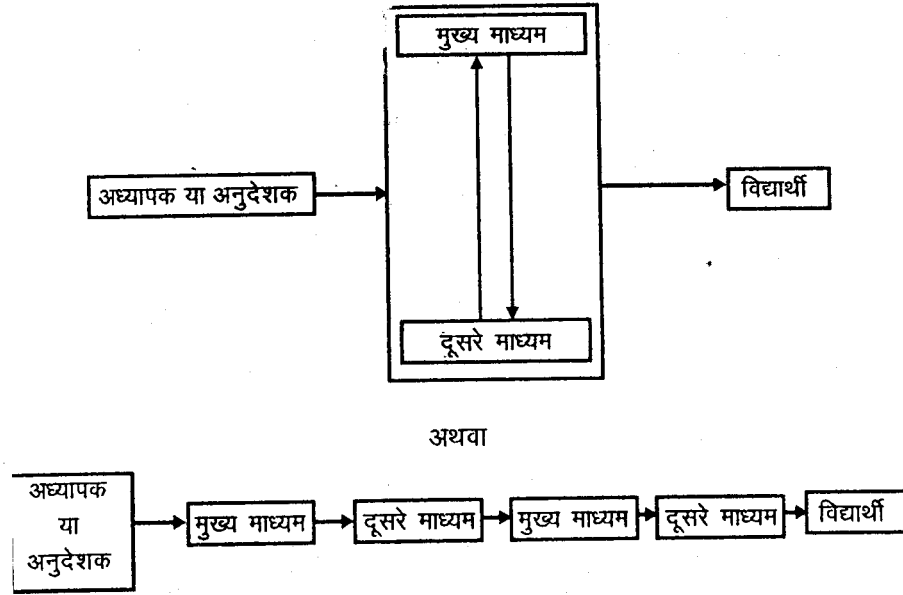 मुख्य माध्यम
अध्यापक या अनुदेशक
विद्यार्थी
दूसरे माध्यम
अथवा
अध्यापक
या
अनुदेशक
मुख्य माध्यम
दूसरे माध्यम
मुख्य माध्यम
दूसरे माध्यम
विद्यार्थी